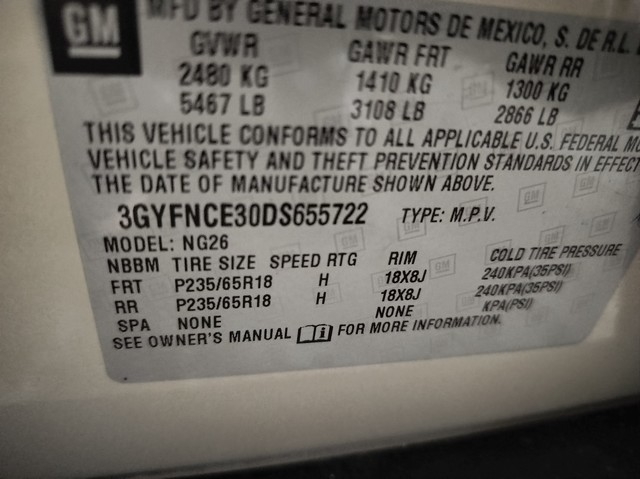 GM
MFD BY GENERAL MOTORS DE MEXICO, S. DE R.L.
GVWR GAWR FRT GAWR RR
2480 KG 1410 KG 1300 KG
5467 LB 3108 LB 2866 LB
THIS VEHICLE CONFORMS TO ALL APPLICABLE U.S. FEDERAL
VEHICLE SAFETY AND THEFT PREVENTION STANDARDS IN EFFECT
THE DATE OF MANUFACTURE SHOWN ABOVE.
3GYFNCE30DS655722 TYPE: M.P.V.
MODEL: NG26
NBBM TIRE SIZE SPEED RTG RIM COLD TIRE PRESSURE
FRT P235/65R18 H 18X8J 240KPA(35PSI)
RR P235/65R18 H 18X8J 240KPA(35PSI)
SPA NONE NONE KPA(PSI)
SEE OWNER'S MANUAL FOR MORE INFORMATION.